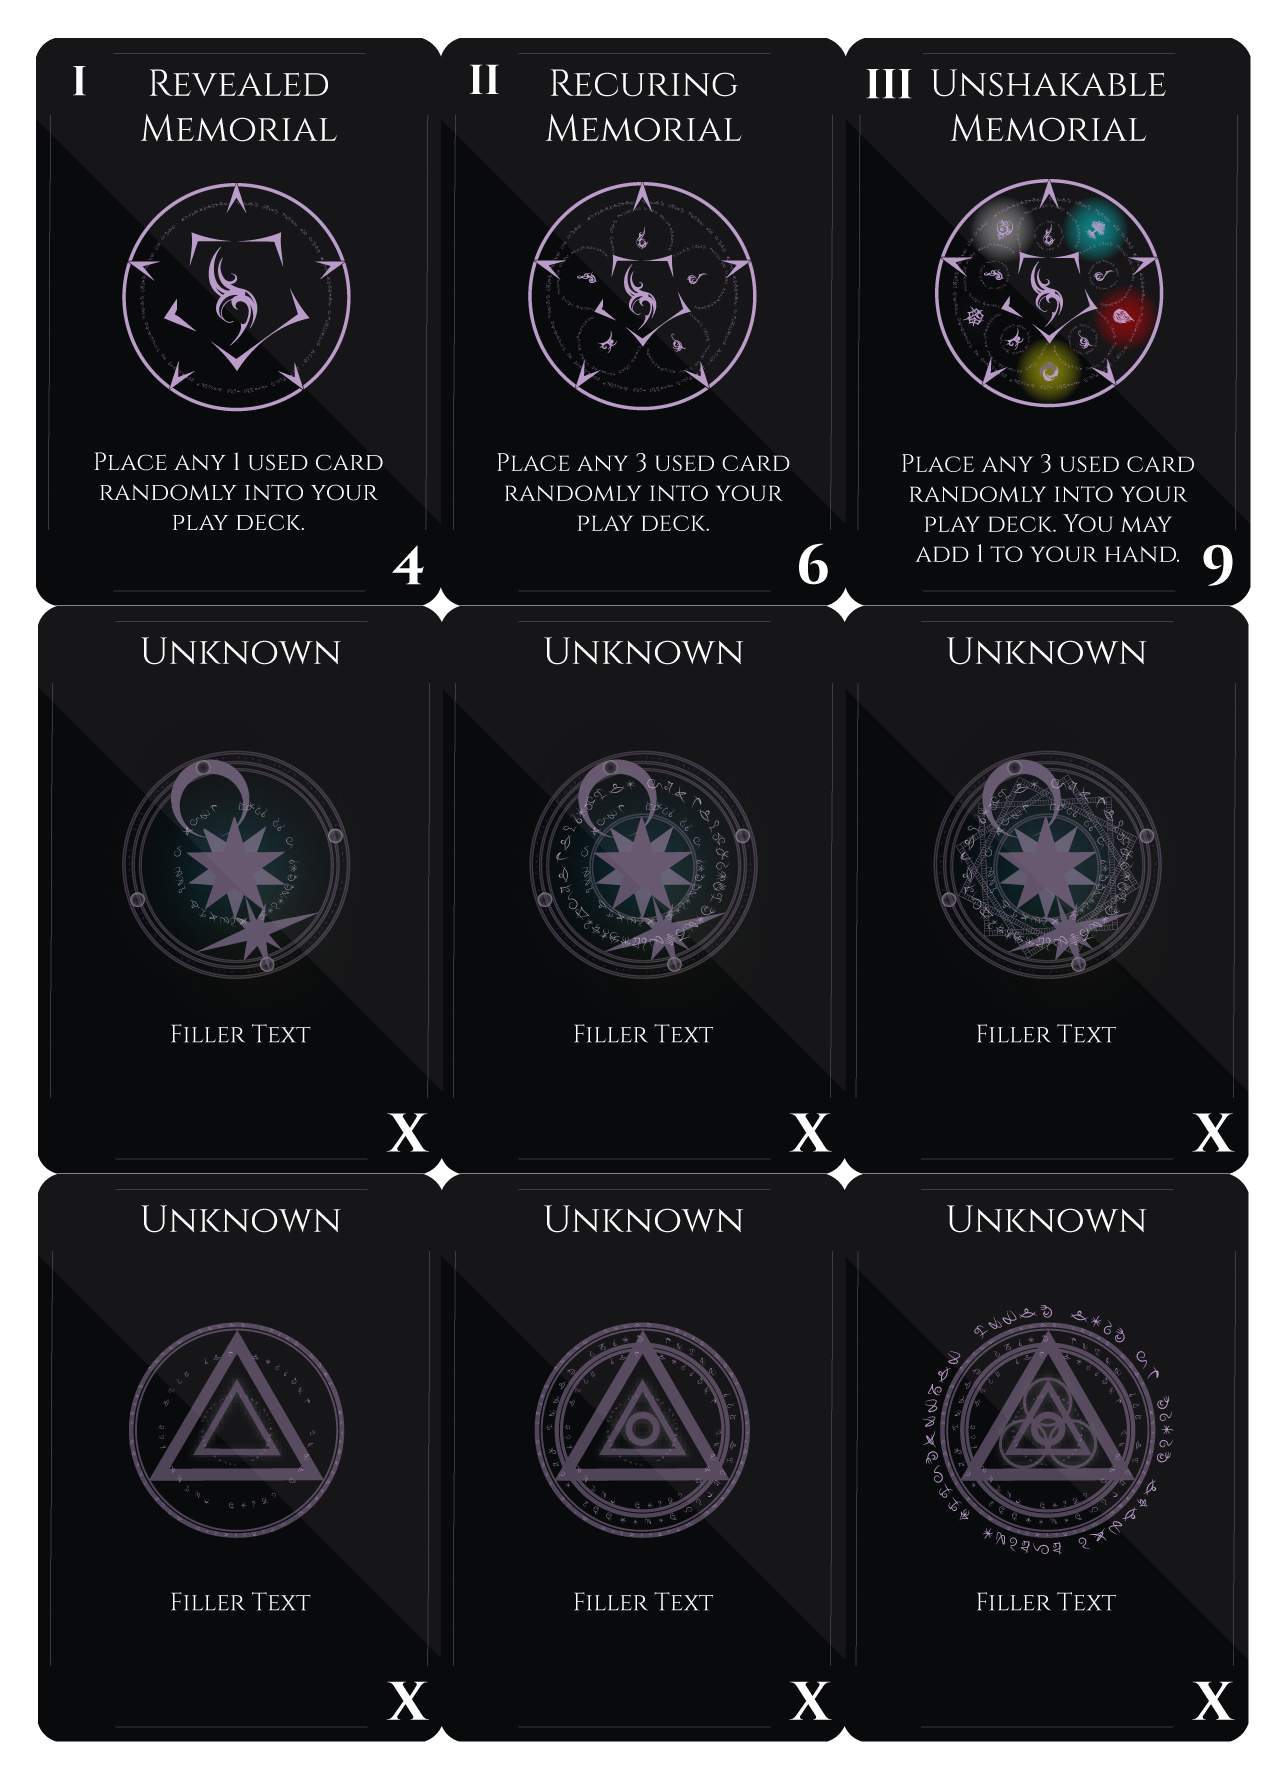 I
Revealed
Memorial
Place any 1 used card
randomly into your
play deck.
4
II
Recuring
Memorial
Place any 3 used card
randomly into your
play deck.
6
III
Unshakable
Memorial
Place any 3 used card
randomly into your
play deck. You may
add 1 to your hand.
9
Unknown
Filler Text
X
Unknown
Filler Text
X
Unknown
Filler Text
X
Unknown
Filler Text
X
Unknown
Filler Text
X
Unknown
Filler Text
X